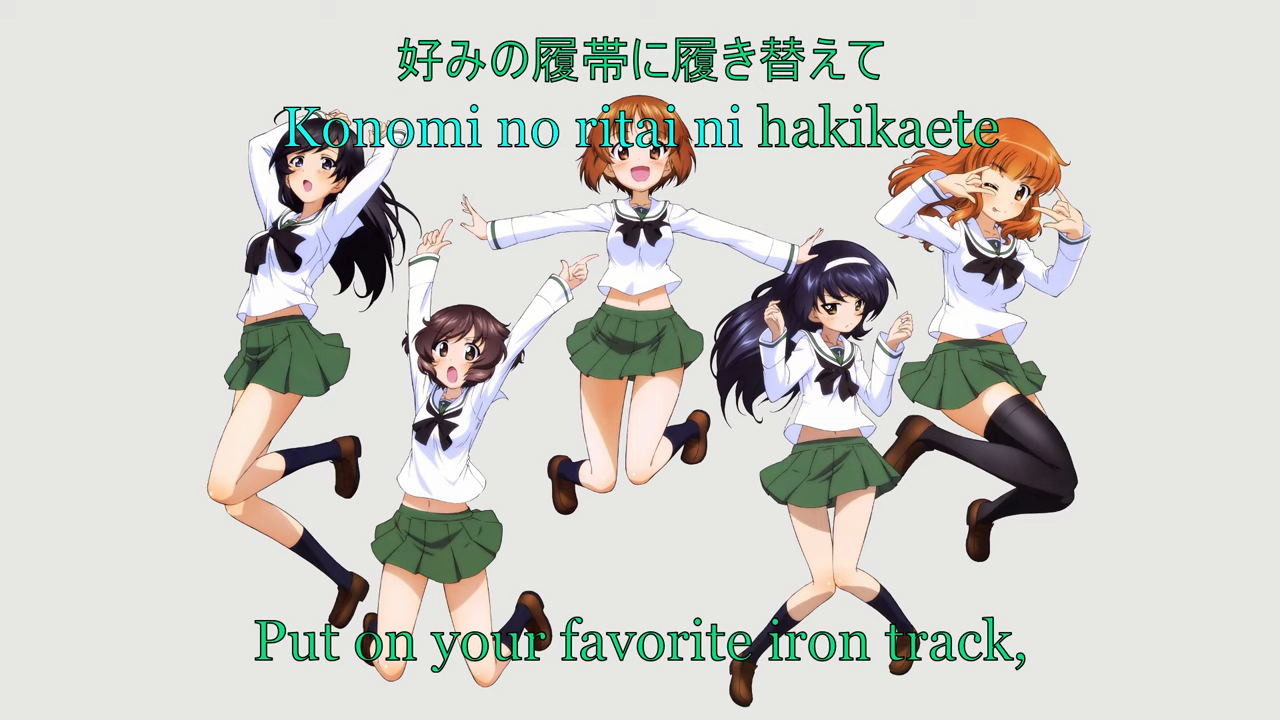 好みの履帯に履き替えて
Konomi no ritai ni hakikaete
Put on your favorite iron track,